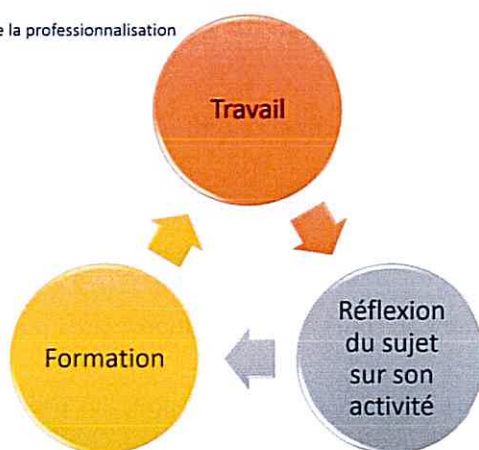 e la professionnalisation
Travail
Réflexion
du sujet
sur son
activité
Formation